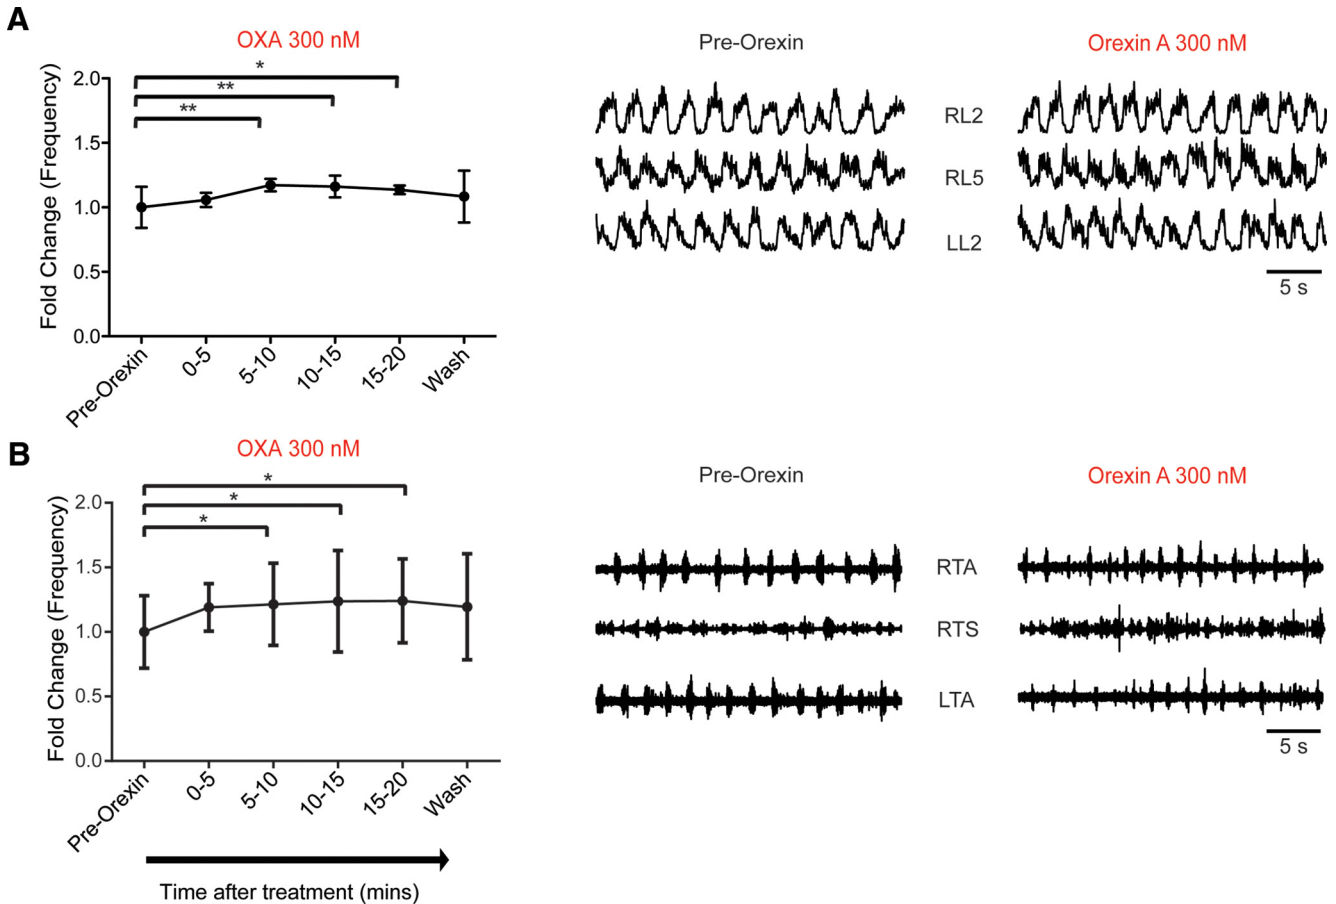 A
OXA 300 nM
Pre-Orexin
Orexin A 300 nM
*
**
**
Fold Change (Frequency)
2.0
1.5
1.0
0.5
0.0
Pre-Orexin
0-5
5-10
10-15
15-20
Wash
RL2
RL5
LL2
5 s
B
OXA 300 nM
Pre-Orexin
Orexin A 300 nM
*
*
*
Fold Change (Frequency)
2.0
1.5
1.0
0.5
0.0
Pre-Orexin
0-5
5-10
10-15
15-20
Wash
RTA
RTS
LTA
5 s
Time after treatment (mins)